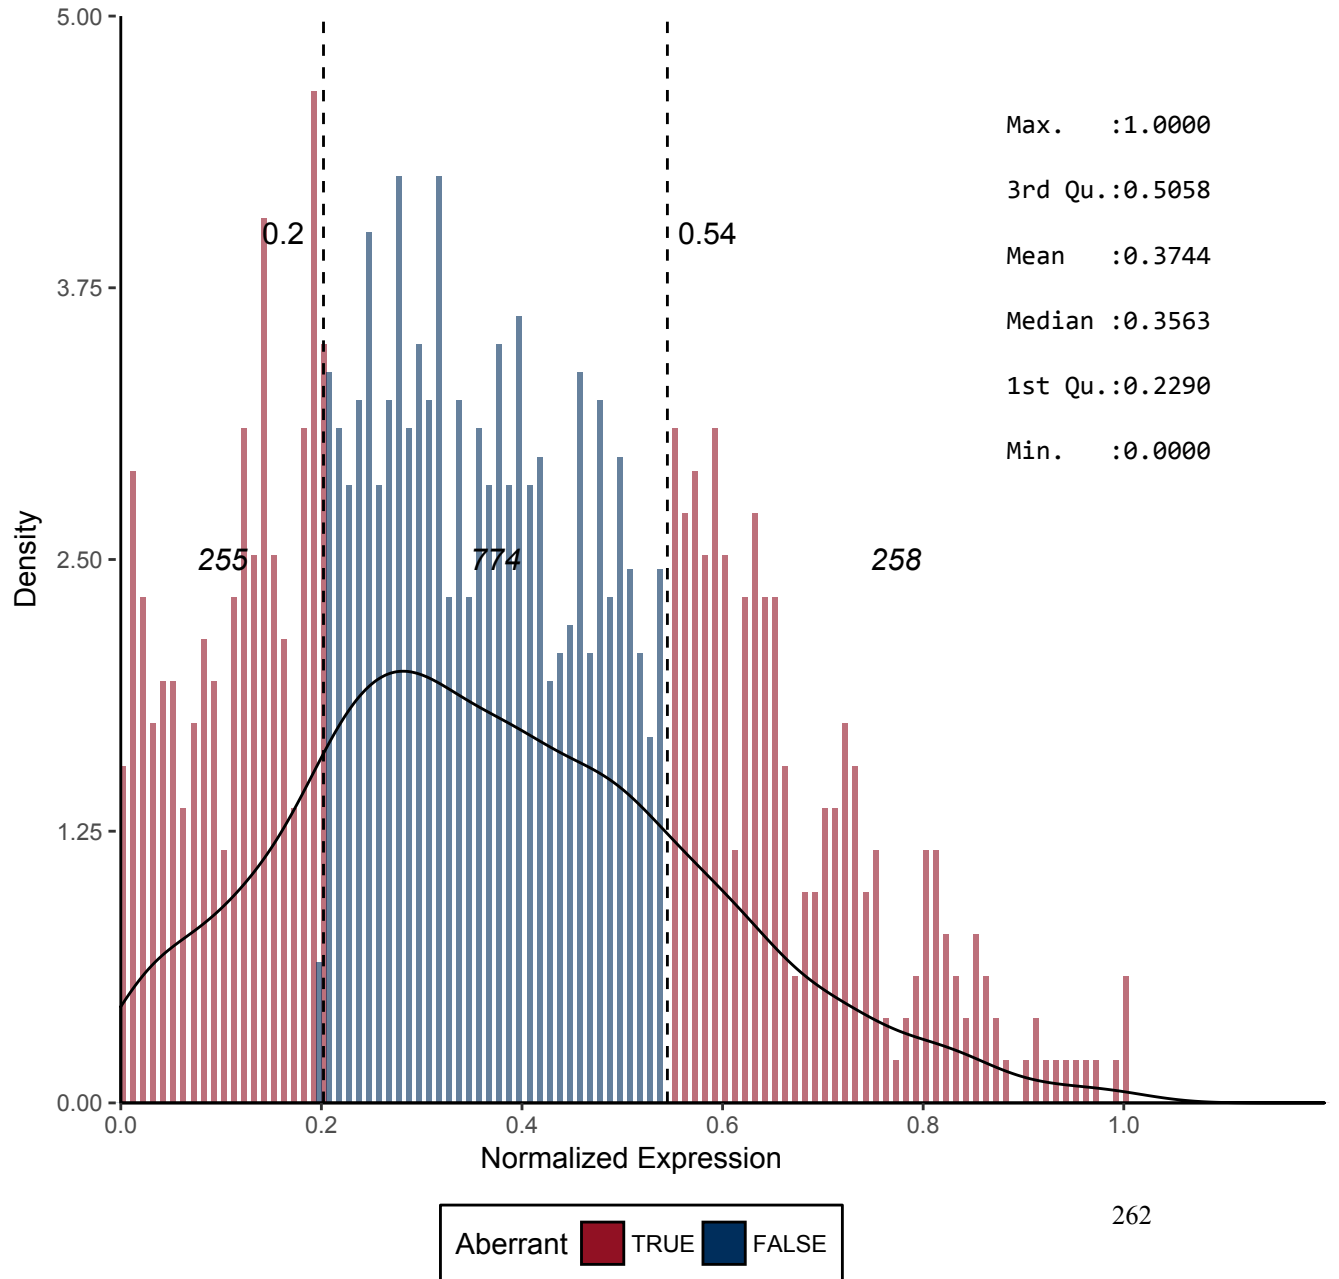 5.00
Max. :1.0000
3rd Qu.:0.5058
0.2
0.54
Mean :0.3744
3.75
Median :0.3563
1st Qu.:0.2290
Min. :0.0000
Density
2.50
255
774
258
1.25
0.00
0.0 0.2 0.4 0.6 0.8 1.0
Normalized Expression
262
Aberrant TRUE FALSE